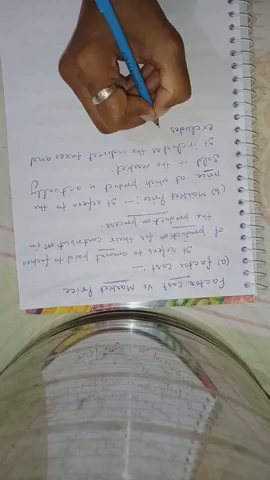 Factor Cost Vs Market Price
(a) Factor Cost :—
It refers to amount paid to factors
of production for there contribution in
the production process.
(b) Market Price :— It refers to the
price at which product is actually
sold in the market.
It includes the indirect taxes and
excludes